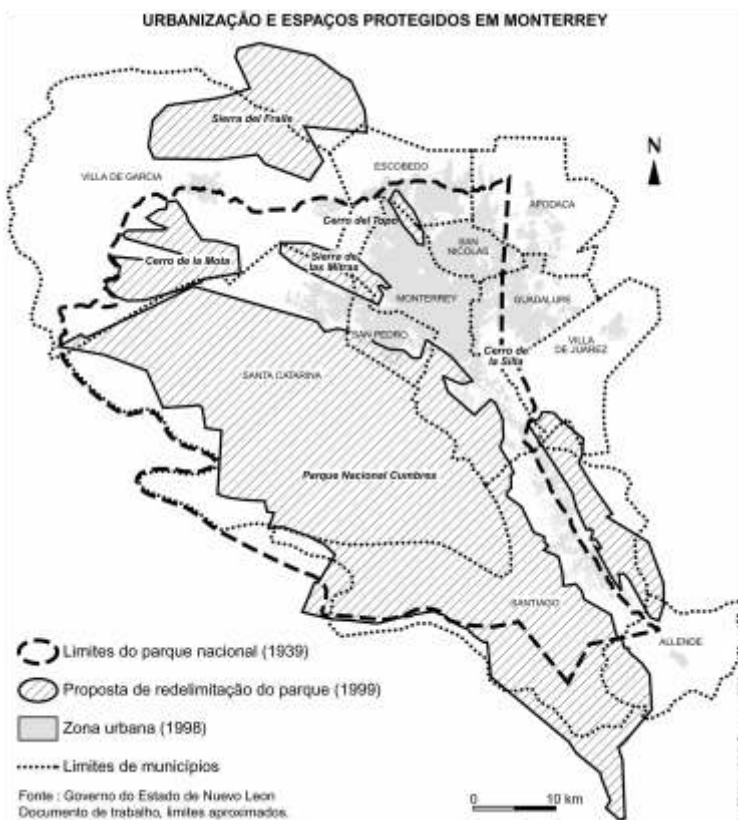 URBANIZAÇÃO E ESPAÇOS PROTEGIDOS EM MONTERREY
Sierra del Fraile
N
ESCOBEDO
VILLA DE GARCIA
APODACA
Cerro del Topo
SAN
NICOLAS
Cerro de la Mota
Sierra de
las Mitras
MONTERREY
GUADALUPE
SAN PEDRO
Cerro de
la Silla
VILLA
DE JUAREZ
SANTA CATARINA
Parque Nacional Cumbres
SANTIAGO
ALLENDE
Limites do parque nacional (1939)
Proposta de redelimitação do parque (1999)
Zona urbana (1998)
Limites de municípios
Fonte : Governo do Estado de Nuevo Leon
Documento de trabalho, limites aproximados.
0 10 km